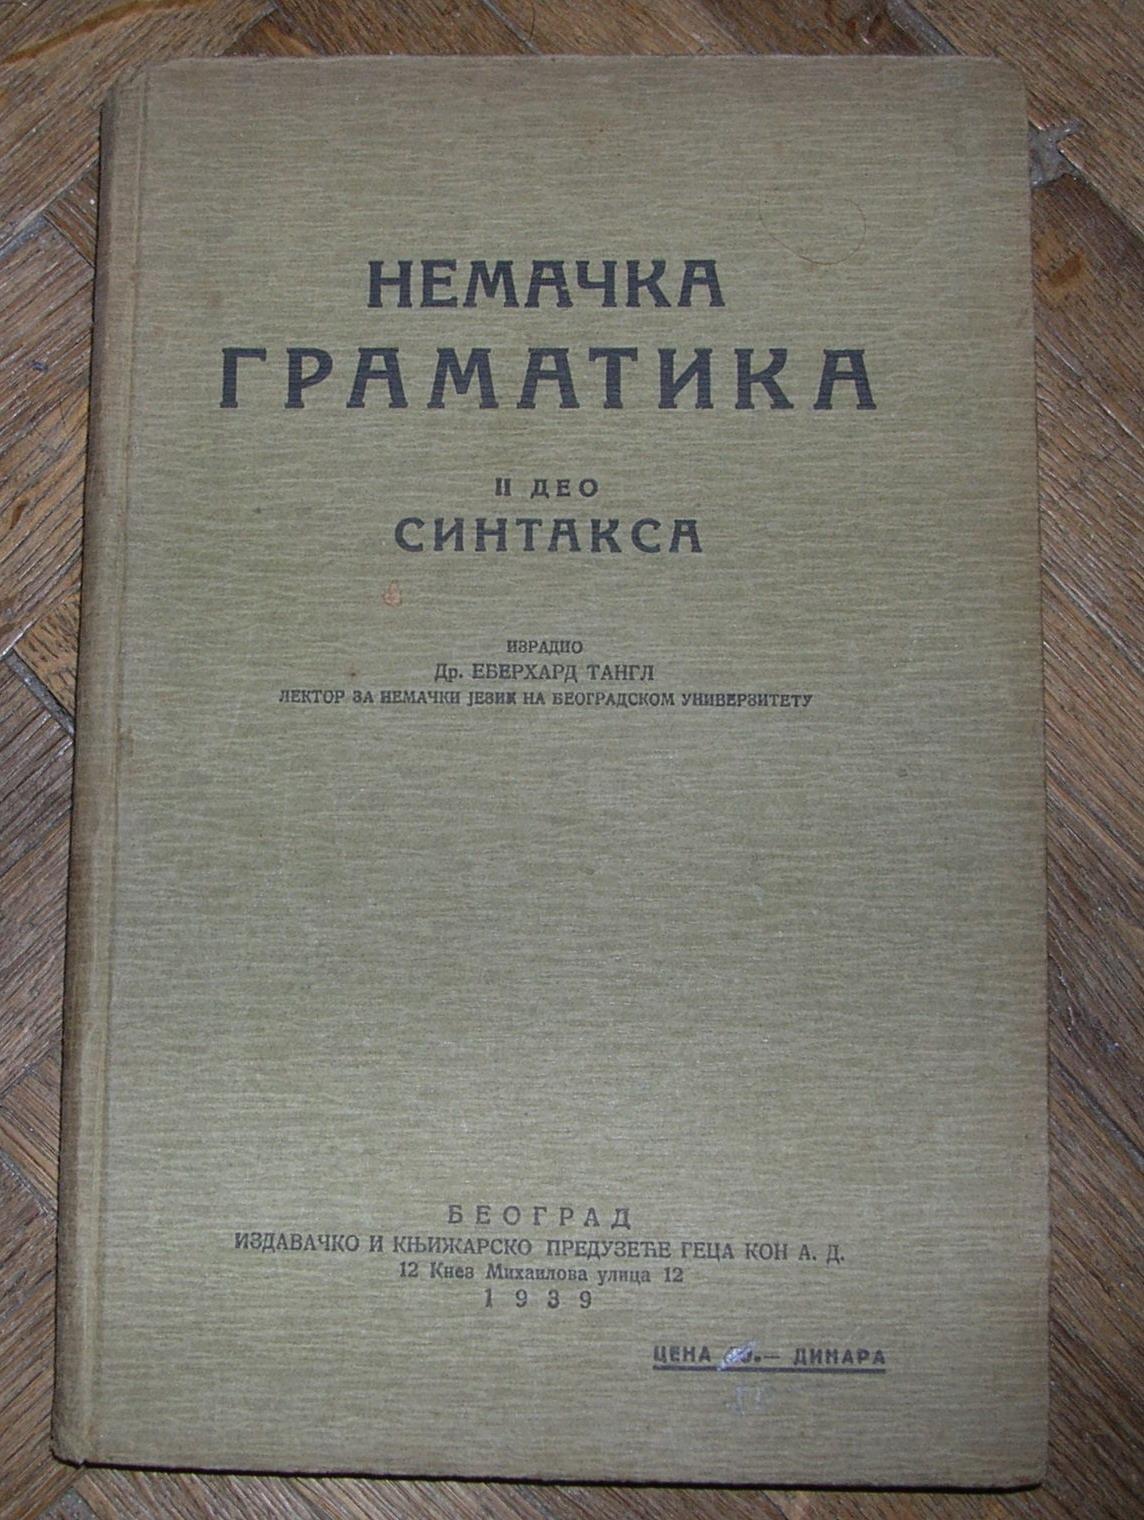 НЕМАЧКА
ГРАМАТИКА
II ДЕО
СИНТАКСА
ИЗРАДИО
Др. ЕБЕРХАРД ТАНГЛ
ЛЕКТОР ЗА НЕМАЧКИ ЈЕЗИК НА БЕОГРАДСКОМ УНИВЕРЗИТЕТУ
БЕОГРАД
ИЗДАВАЧКО И КЊИЖАРСКО ПРЕДУЗЕЋЕ ГЕЦА КОН А. Д.
12 Кнез Михаилова улица 12
1939
ЦЕНА .— ДИНАРА